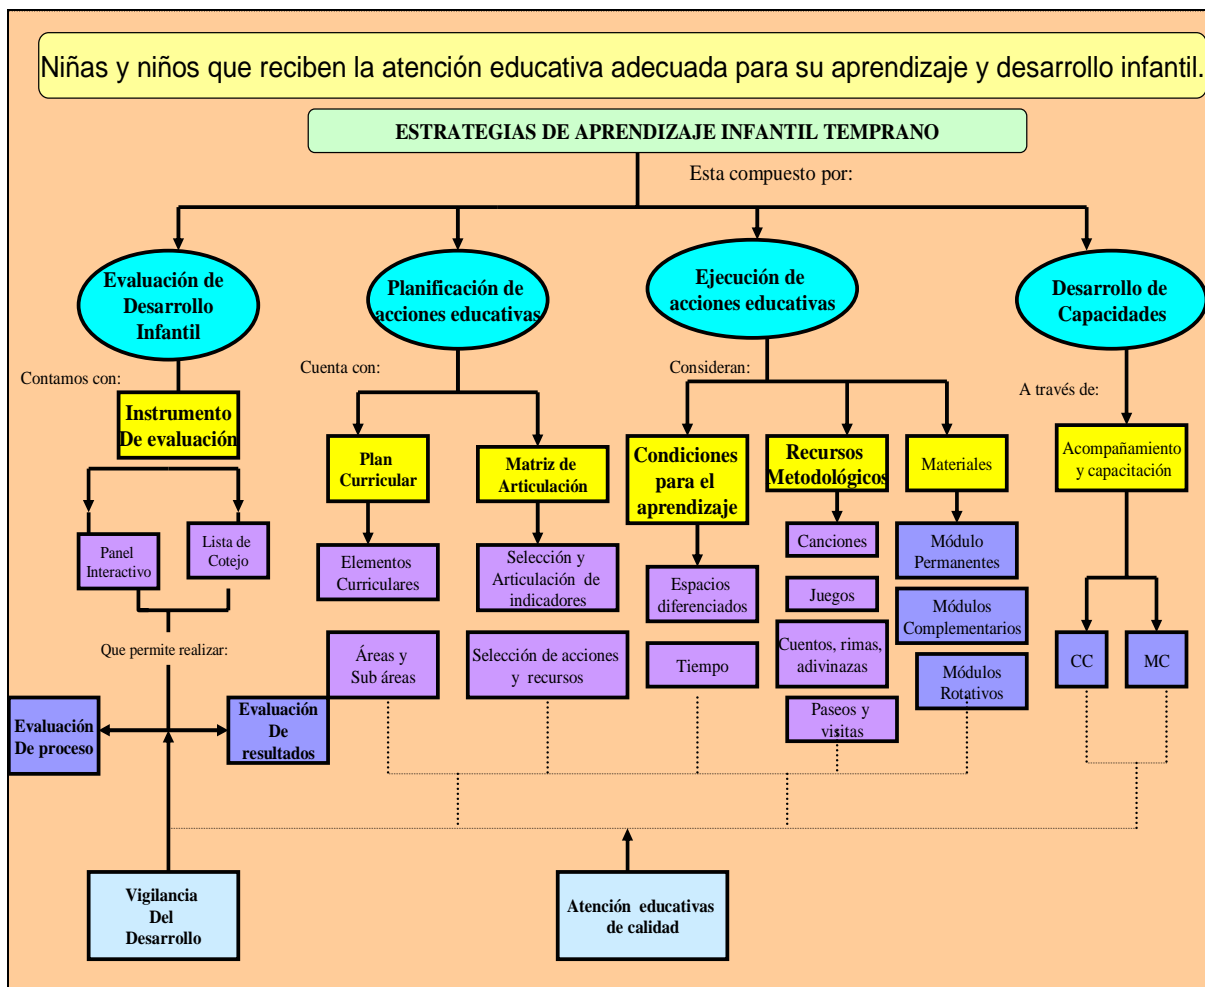 Niñas y niños que reciben la atención educativa adecuada para su aprendizaje y desarrollo infantil.
ESTRATEGIAS DE APRENDIZAJE INFANTIL TEMPRANO
Esta compuesto por:
Evaluación de
Desarrollo
Infantil
Planificación de
acciones educativas
Ejecución de
acciones educativas
Desarrollo de
Capacidades
Contamos con:
Cuenta con:
Consideran:
A través de:
Instrumento
De evaluación
Plan
Curricular
Matriz de
Articulación
Condiciones
para el
aprendizaje
Recursos
Metodológicos
Materiales
Acompañamiento
y capacitación
Panel
Interactivo
Lista de
Cotejo
Elementos
Curriculares
Selección y
Articulación de
indicadores
Espacios
diferenciados
Canciones
Juegos
Módulo
Permanentes
Módulos
Complementarios
Que permite realizar:
Áreas y
Sub áreas
Selección de acciones
y recursos
Tiempo
Cuentos, rimas,
adivinazas
Módulos
Rotativos
CC
MC
Paseos y
visitas
Evaluación
De proceso
Evaluación
De
resultados
Vigilancia
Del
Desarrollo
Atención educativas
de calidad